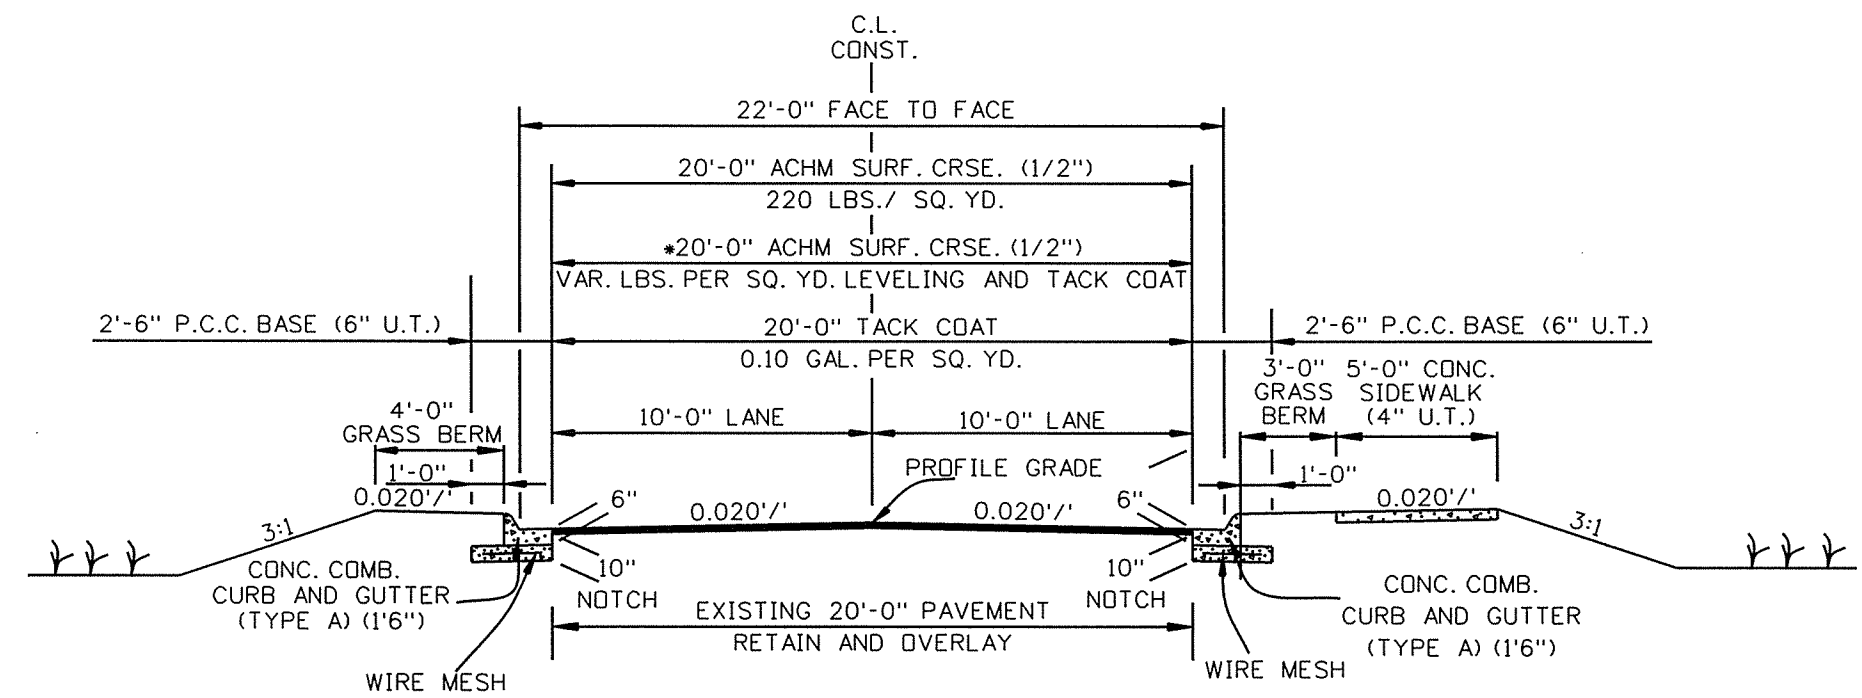 C.L.
CONST.
22'-0" FACE TO FACE
20'-0" ACHM SURF. CRSE. (1/2")
220 LBS./ SQ. YD.
*20'-0" ACHM SURF. CRSE. (1/2")
VAR. LBS. PER SQ. YD. LEVELING AND TACK COAT
2'-6" P.C.C. BASE (6" U.T.)
20'-0" TACK COAT
0.10 GAL. PER SQ. YD.
2'-6" P.C.C. BASE (6" U.T.)
4'-0"
GRASS BERM
10'-0" LANE
10'-0" LANE
3'-0"
GRASS
BERM
5'-0" CONC.
SIDEWALK
(4" U.T.)
1'-0"
PROFILE GRADE
1'-0"
0.020'/'
6"
0.020'/'
0.020'/'
6"
0.020'/'
3:1
3:1
CONC. COMB.
CURB AND GUTTER
(TYPE A) (1'6")
10"
NOTCH
10"
NOTCH
CONC. COMB.
CURB AND GUTTER
(TYPE A) (1'6")
EXISTING 20'-0" PAVEMENT
RETAIN AND OVERLAY
WIRE MESH
WIRE MESH